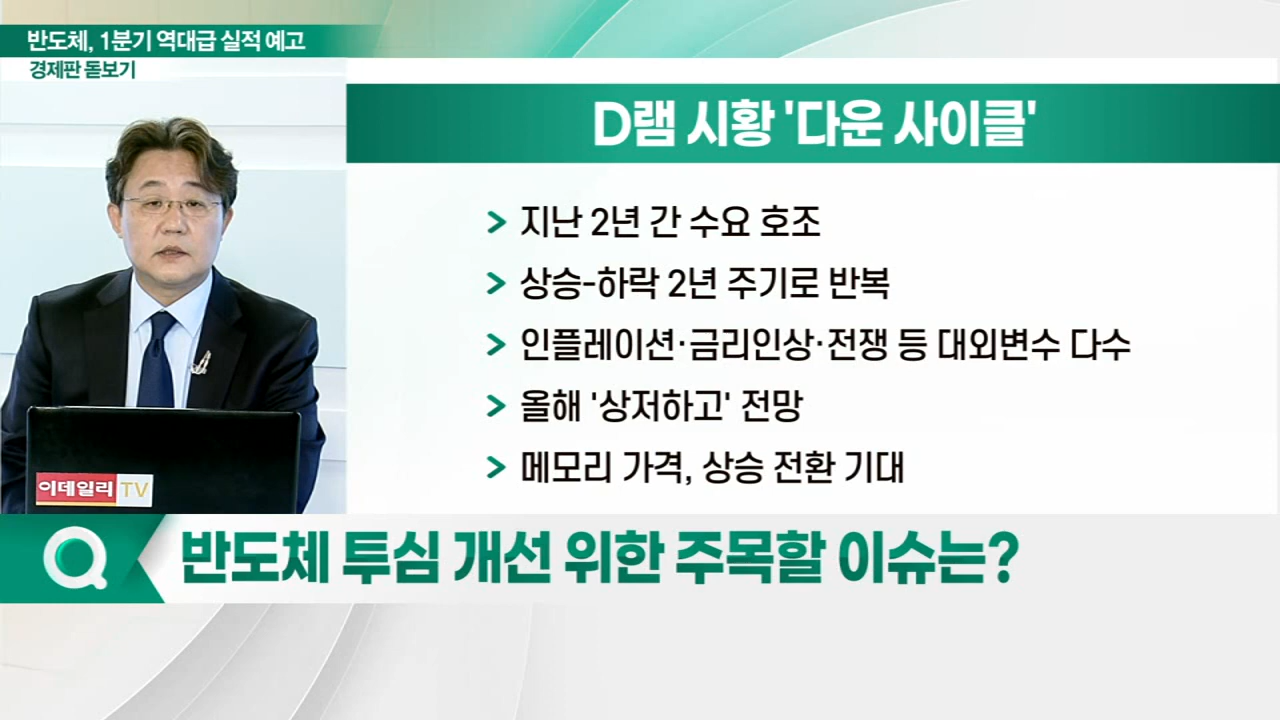 반도체, 1분기 역대급 실적 예고
경제판 돋보기
D램 시황 '다운 사이클'
> 지난 2년 간 수요 호조
> 상승-하락 2년 주기로 반복
> 인플레이션·금리인상·전쟁 등 대외변수 다수
> 올해 '상저하고' 전망
> 메모리 가격, 상승 전환 기대
이데일리 TV
Q 반도체 투심 개선 위한 주목할 이슈는?